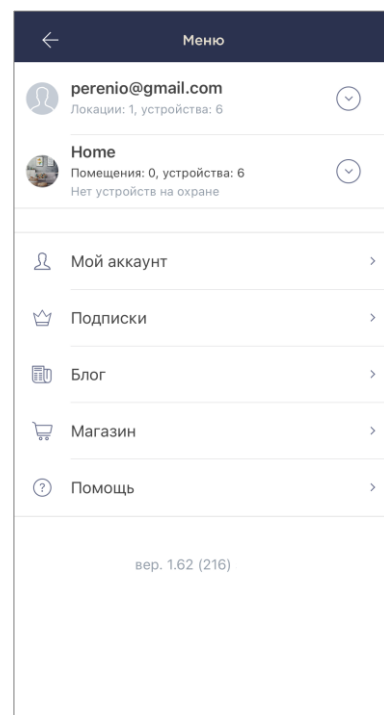 Меню
perenio@gmail.com
Локации: 1, устройства: 6
Home
Помещения: 0, устройства: 6
Нет устройств на охране
Мой аккаунт
Подписки
Блог
Магазин
Помощь
вер. 1.62 (216)